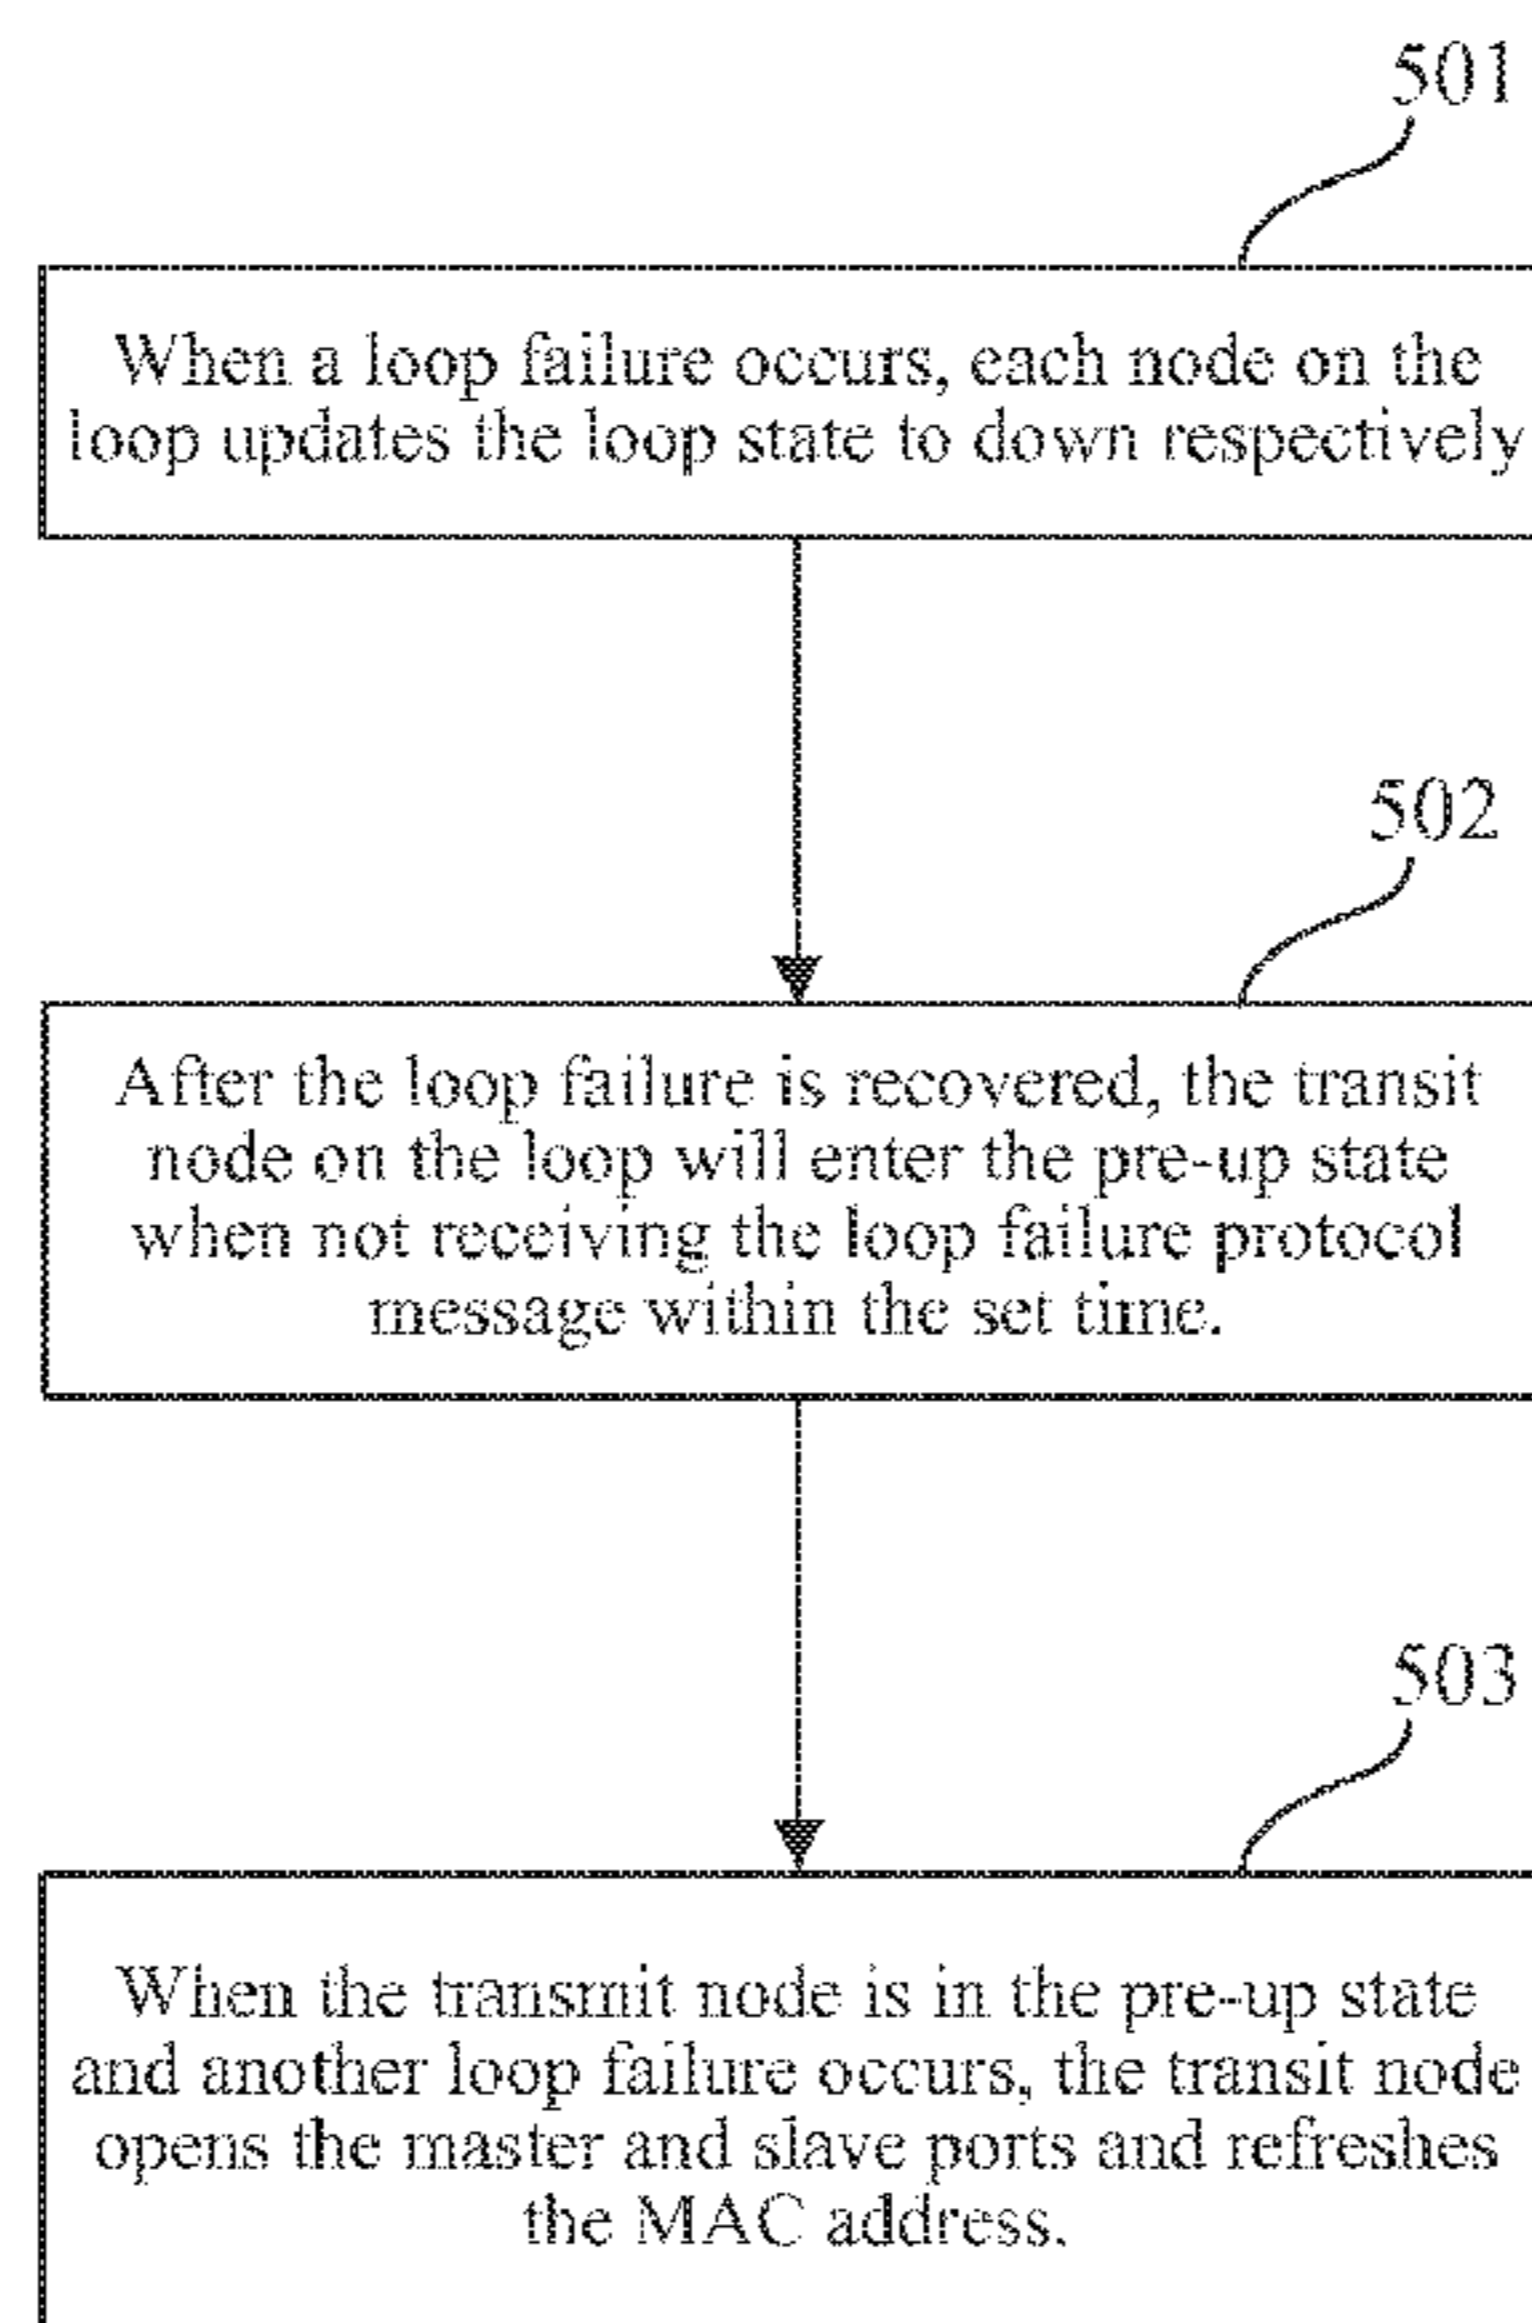 501
When a loop failure occurs, each node on the
loop updates the loop state to down respectively
502
After the loop failure is recovered, the transit
node on the loop will enter the pre-up state
when not receiving the loop failure protocol
message within the set time.
503
When the transmit node is in the pre-up state
and another loop failure occurs, the transit node
opens the master and slave ports and refreshes
the MAC address.